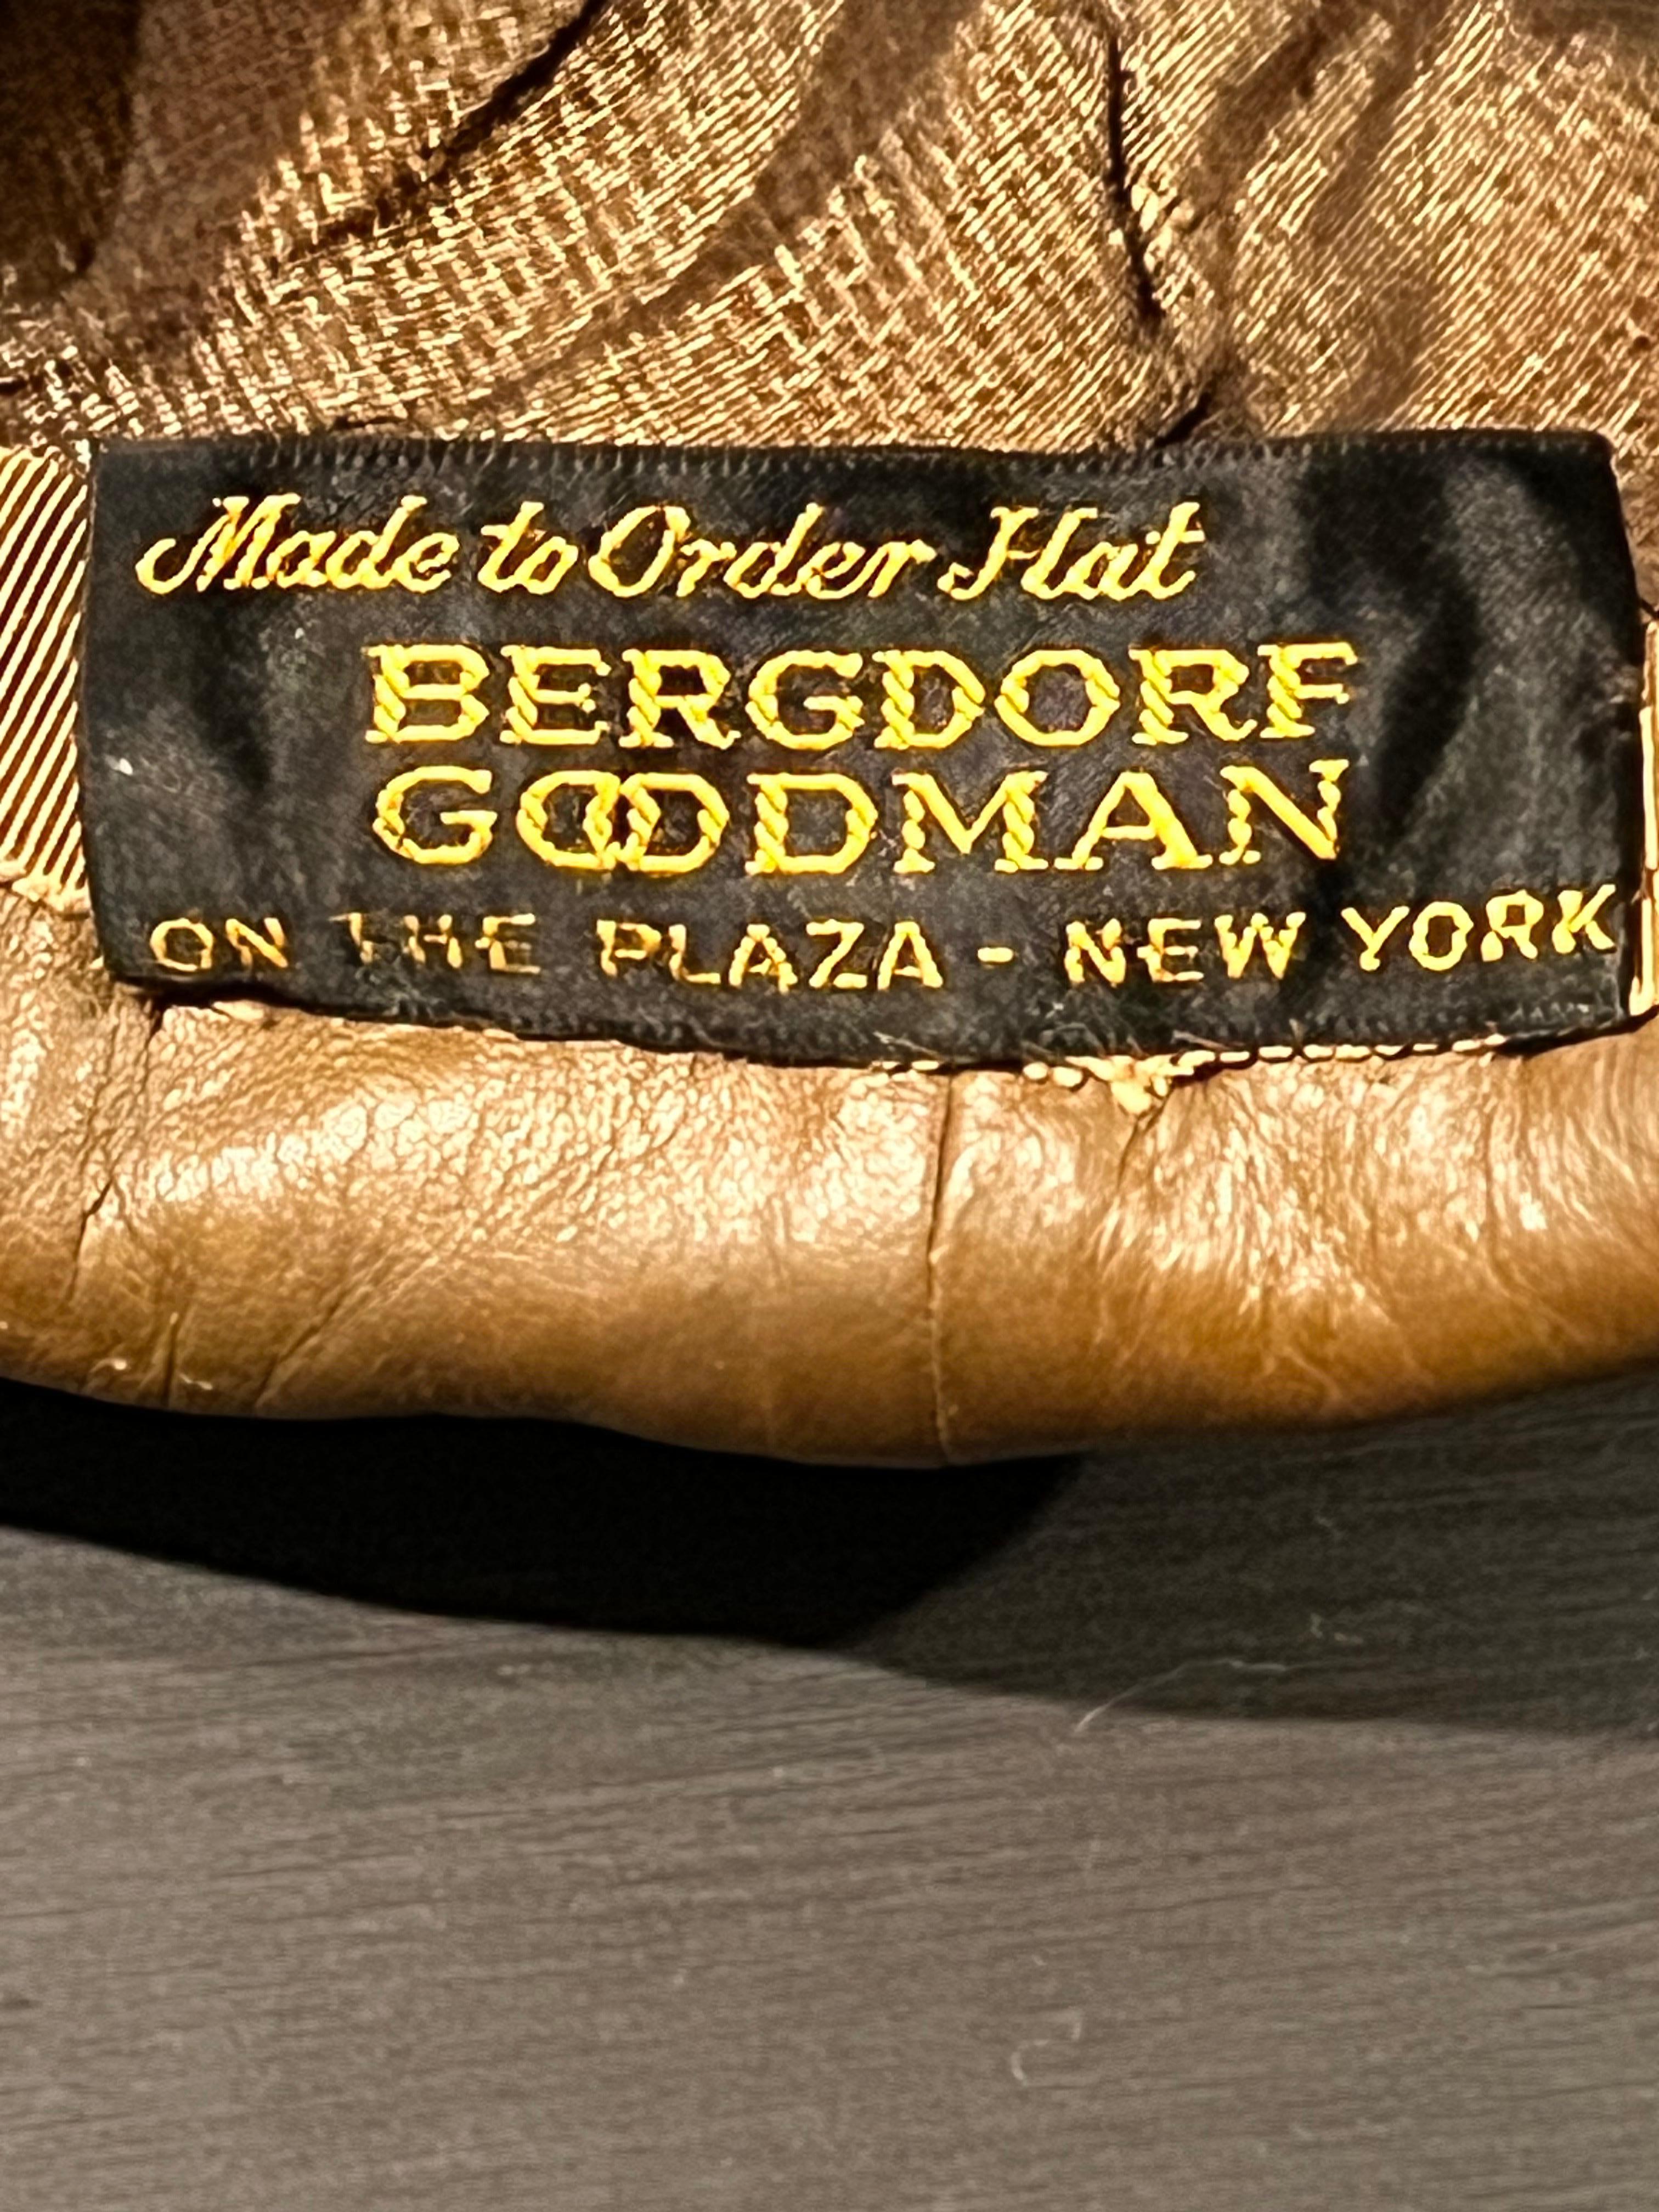 Made to Order Hat
BERGDORF
GOODMAN
ON THE PLAZA - NEW YORK